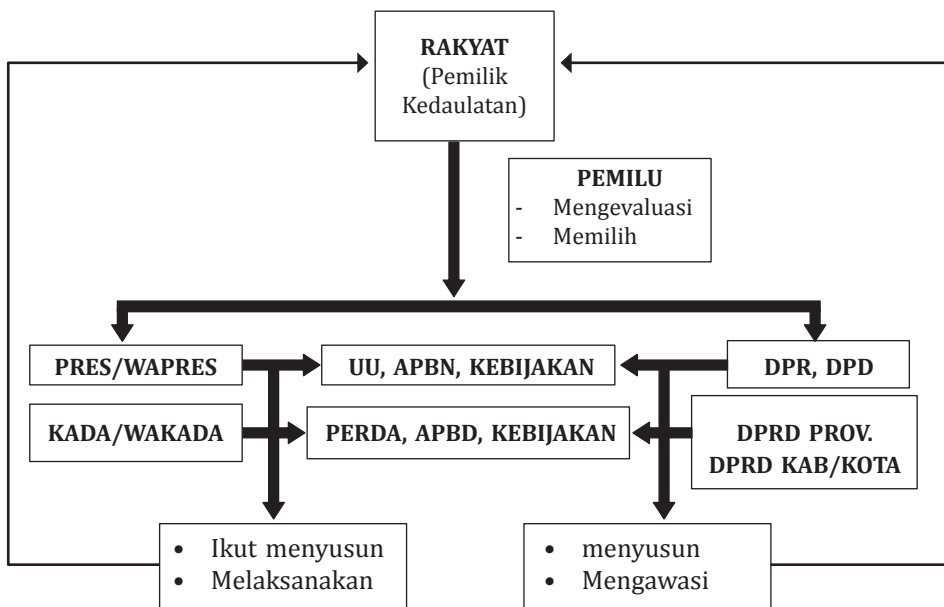 RAKYAT
(Pemilik
Kedaulatan)
PEMILU
- Mengevaluasi
- Memilih
PRES/WAPRES
UU, APBN, KEBIJAKAN
DPR, DPD
KADA/WAKADA
PERDA, APBD, KEBIJAKAN
DPRD PROV.
DPRD KAB/KOTA
• Ikut menyusun
• Melaksanakan
• menyusun
• Mengawasi